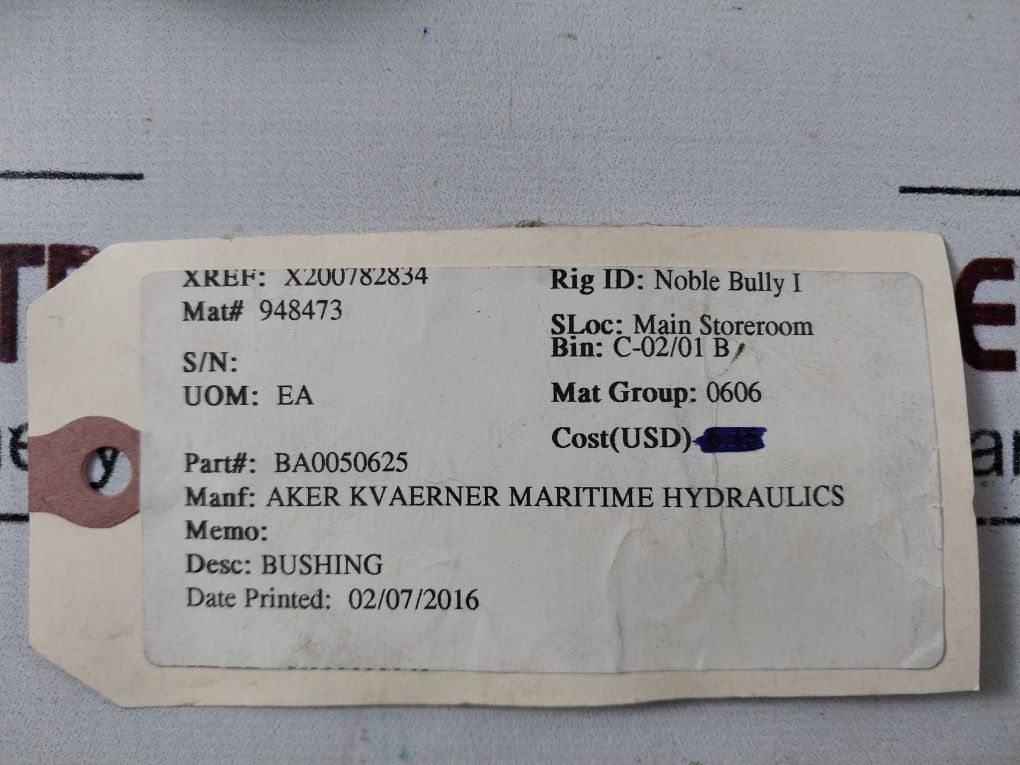 XREF: X200782834
Mat# 948473
S/N:
UOM: EA
Part#: BA0050625
Manf: AKER KVAERNER MARITIME HYDRAULICS
Memo:
Desc: BUSHING
Date Printed: 02/07/2016
Rig ID: Noble Bully I
SLoc: Main Storeroom
Bin: C-02/01 B
Mat Group: 0606
Cost(USD)